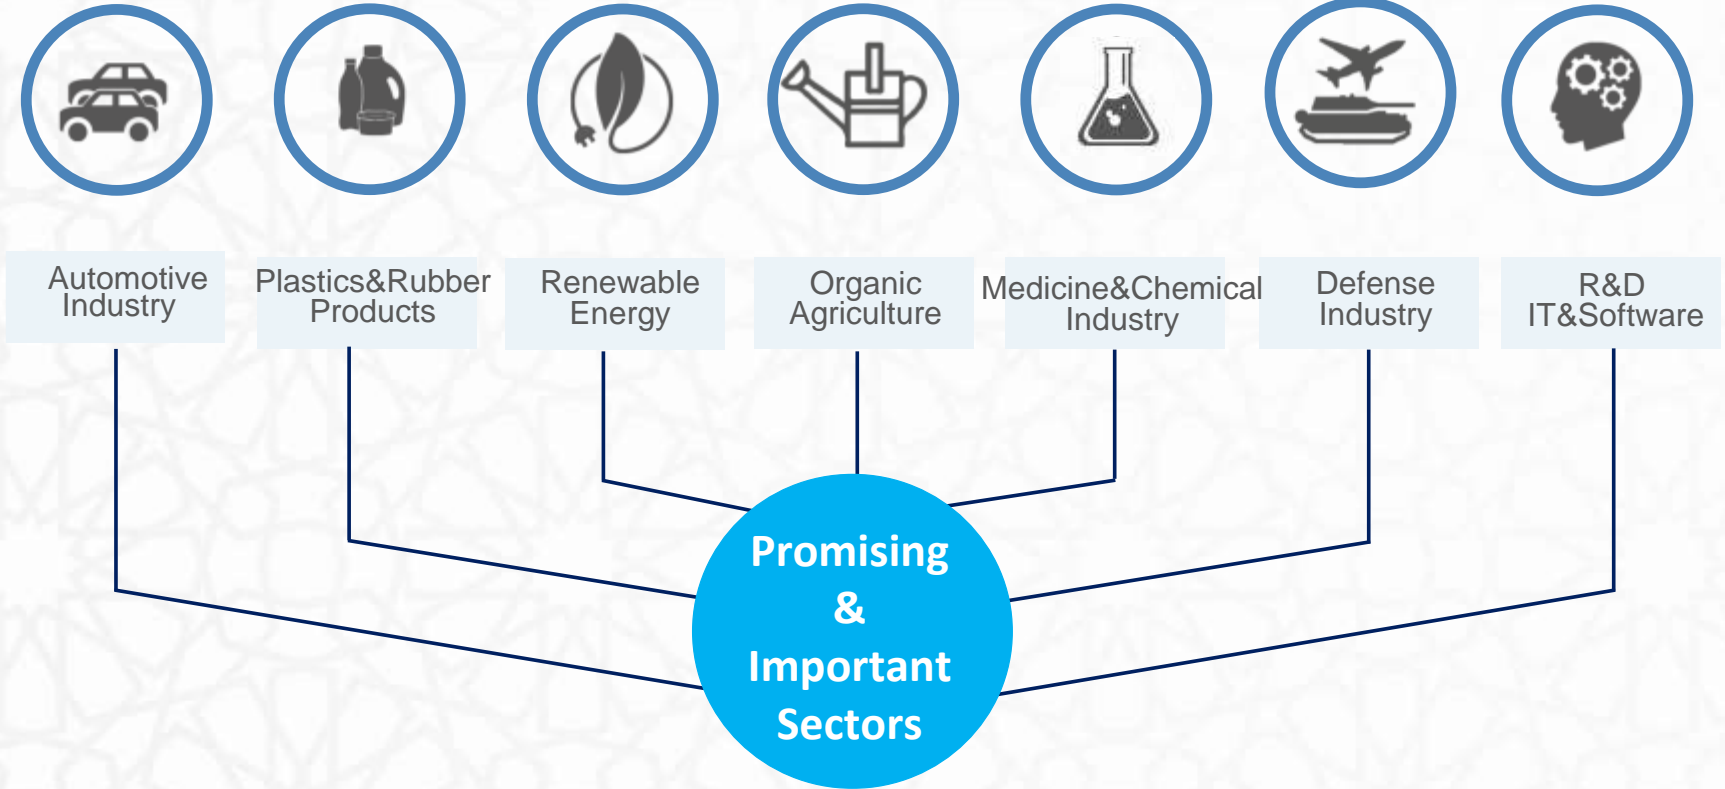 Automotive
Industry
Plastics&Rubber
Products
Renewable
Energy
Organic
Agriculture
Medicine&Chemical
Industry
Defense
Industry
R&D
IT&Software
Promising
&
Important
Sectors